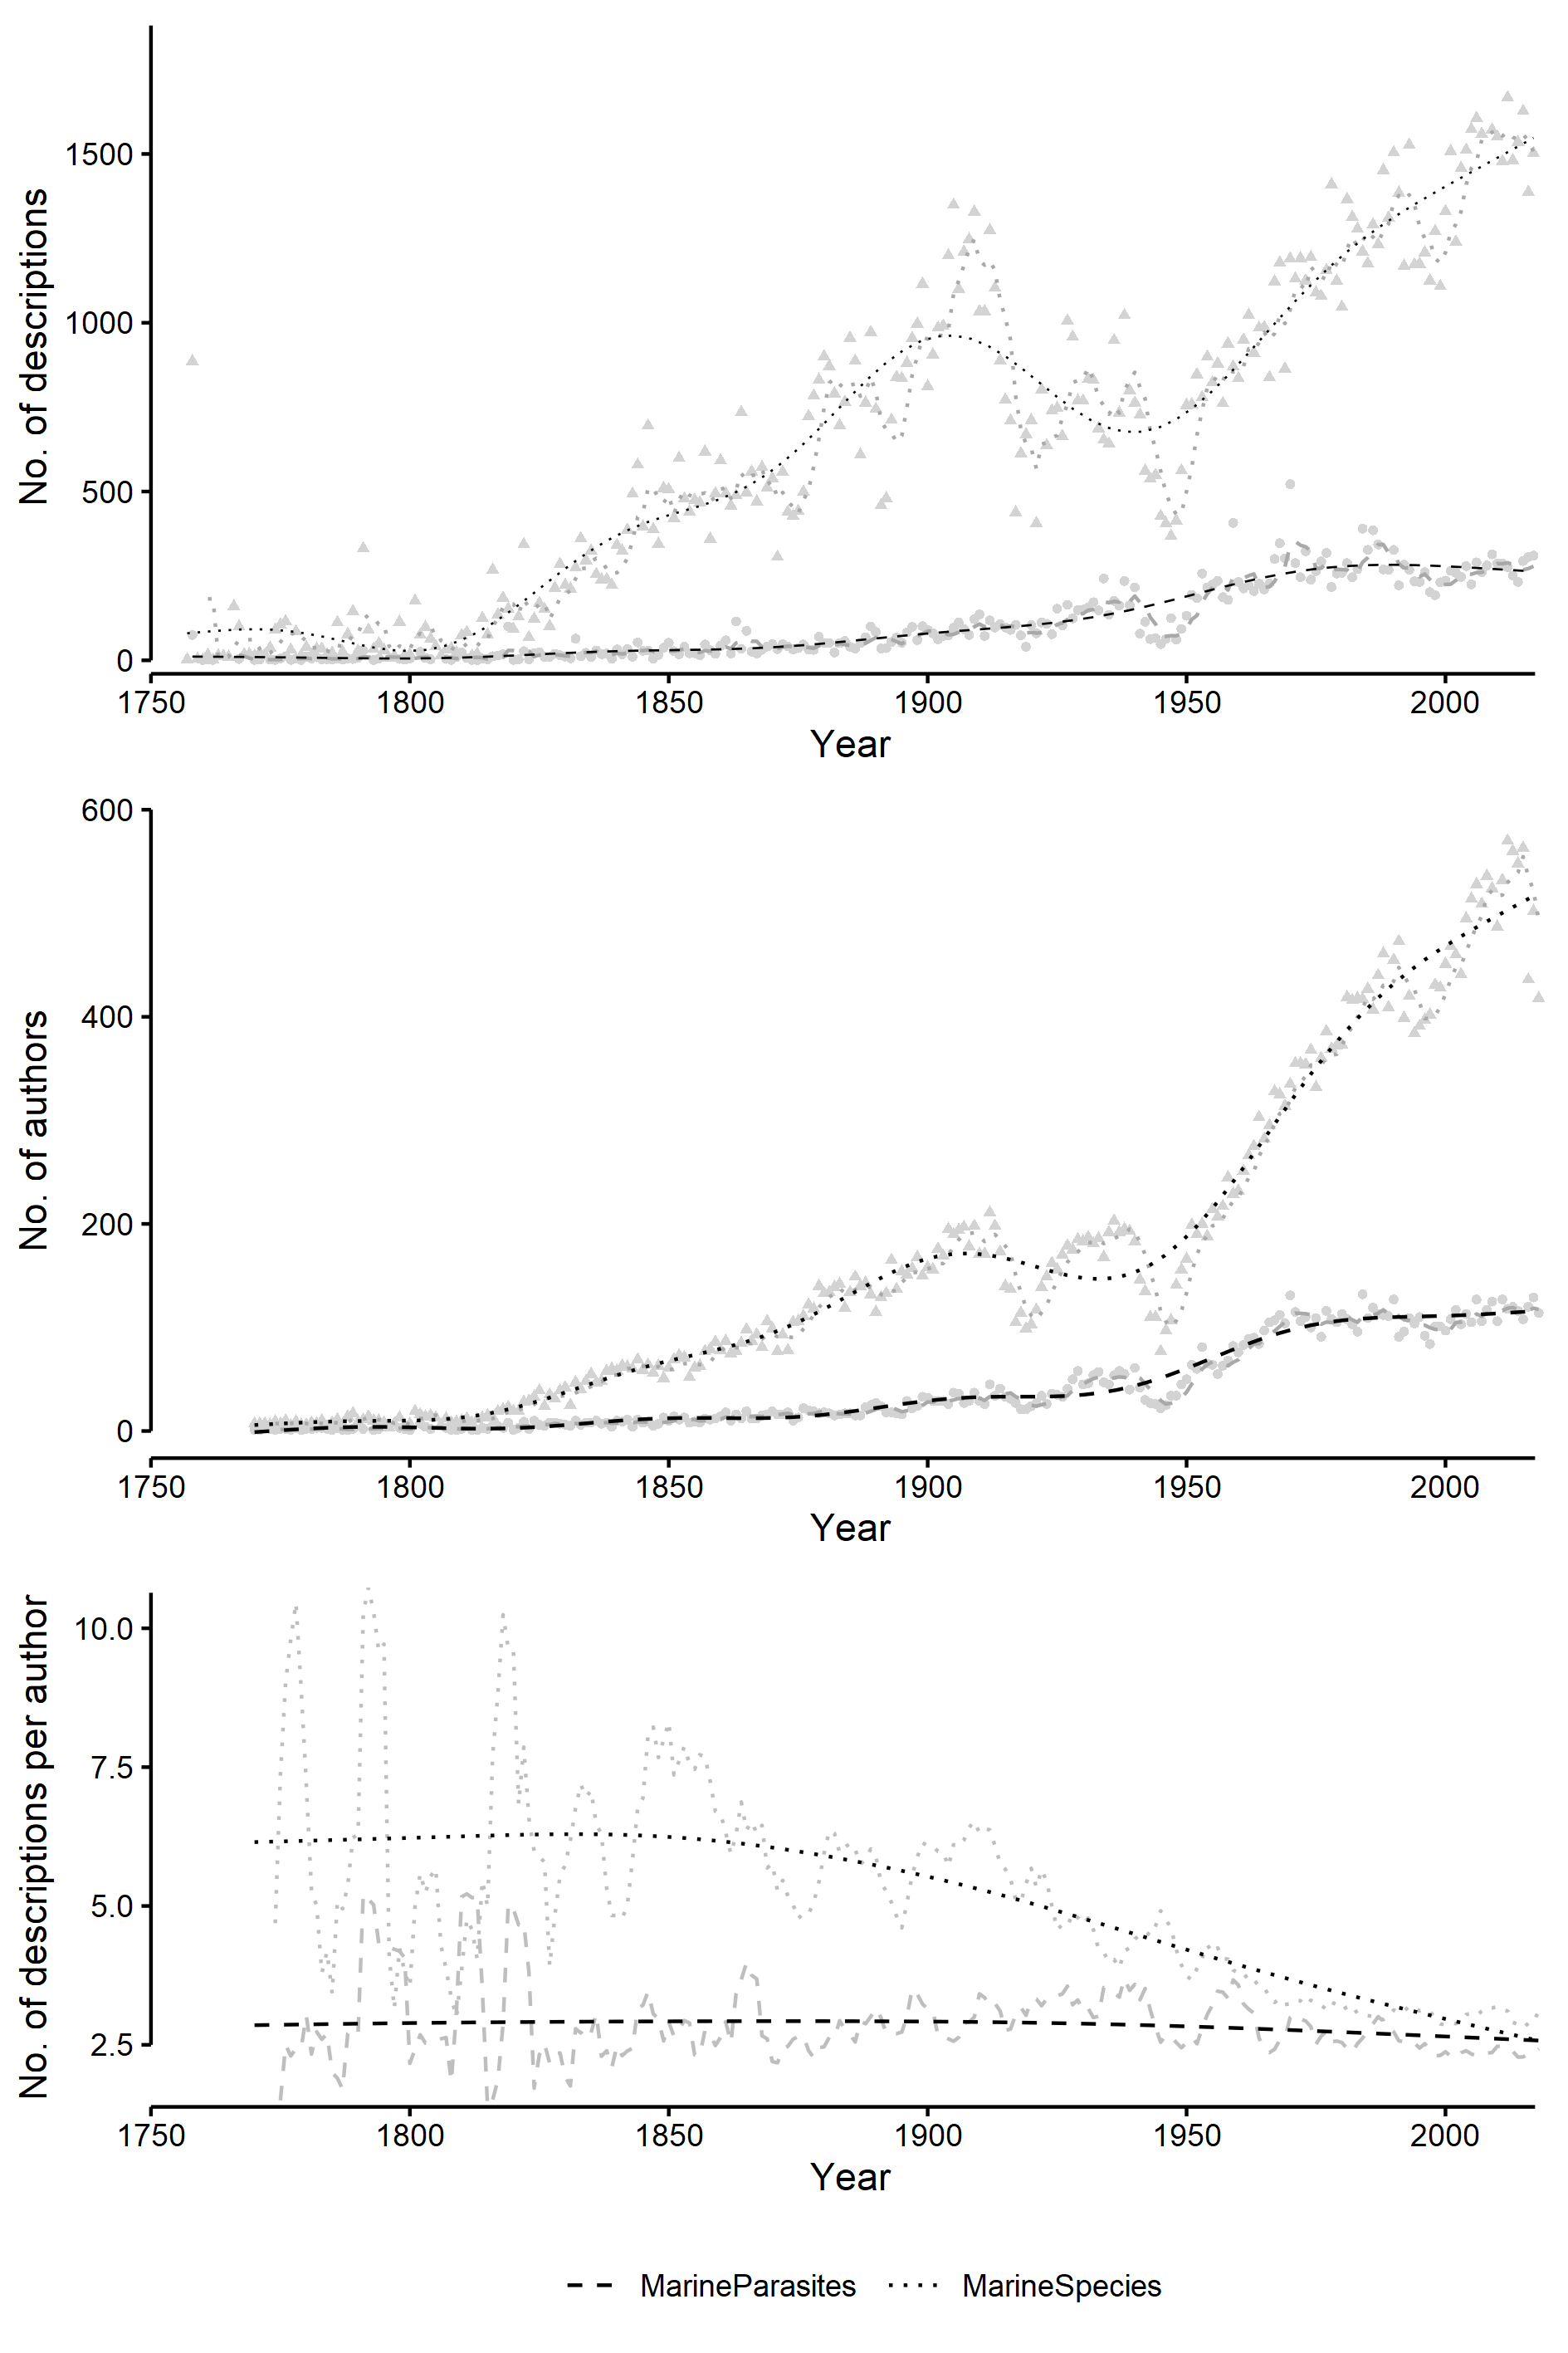 No. of descriptions
1500
1000
500
0
1750 1800 1850 1900 1950 2000
Year
No. of authors
600
400
200
0
1750 1800 1850 1900 1950 2000
Year
No. of descriptions per author
10.0
7.5
5.0
2.5
1750 1800 1850 1900 1950 2000
Year
MarineParasites MarineSpecies